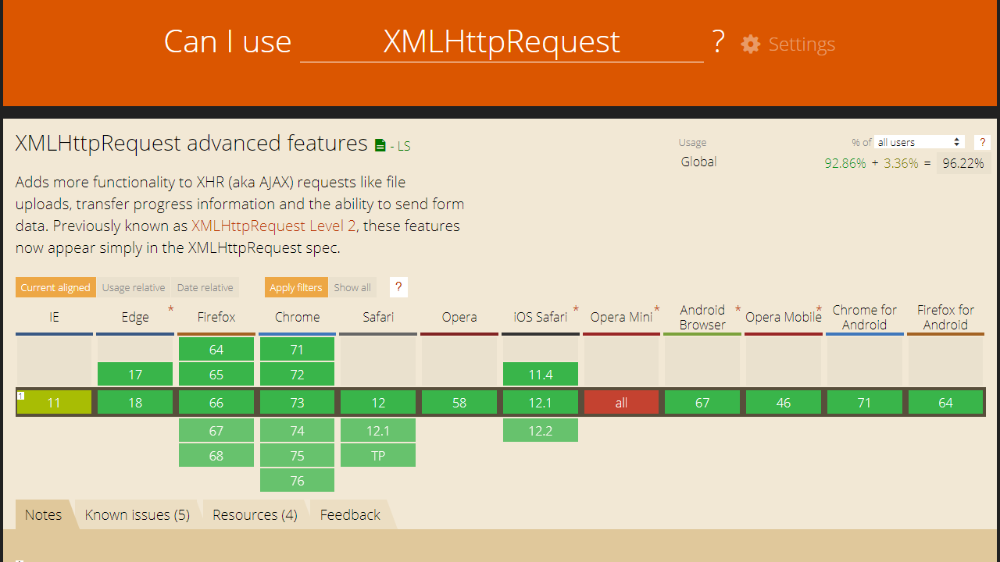 Can I use XMLHttpRequest ? Settings
XMLHttpRequest advanced features - LS
Usage % of all users ?
Global 92.86% + 3.36% = 96.22%
Adds more functionality to XHR (aka AJAX) requests like file
uploads, transfer progress information and the ability to send form
data. Previously known as XMLHttpRequest Level 2, these features
now appear simply in the XMLHttpRequest spec.
Current aligned Usage relative Date relative Apply filters Show all ?
IE Edge * Firefox Chrome Safari Opera iOS Safari * Opera Mini * Android Browser * Opera Mobile * Chrome for Android Firefox for Android
64 71
17 65 72 11.4
1 11 18 66 73 12 58 12.1 all 67 46 71 64
67 74 12.1 12.2
68 75 TP
76
Notes Known issues (5) Resources (4) Feedback